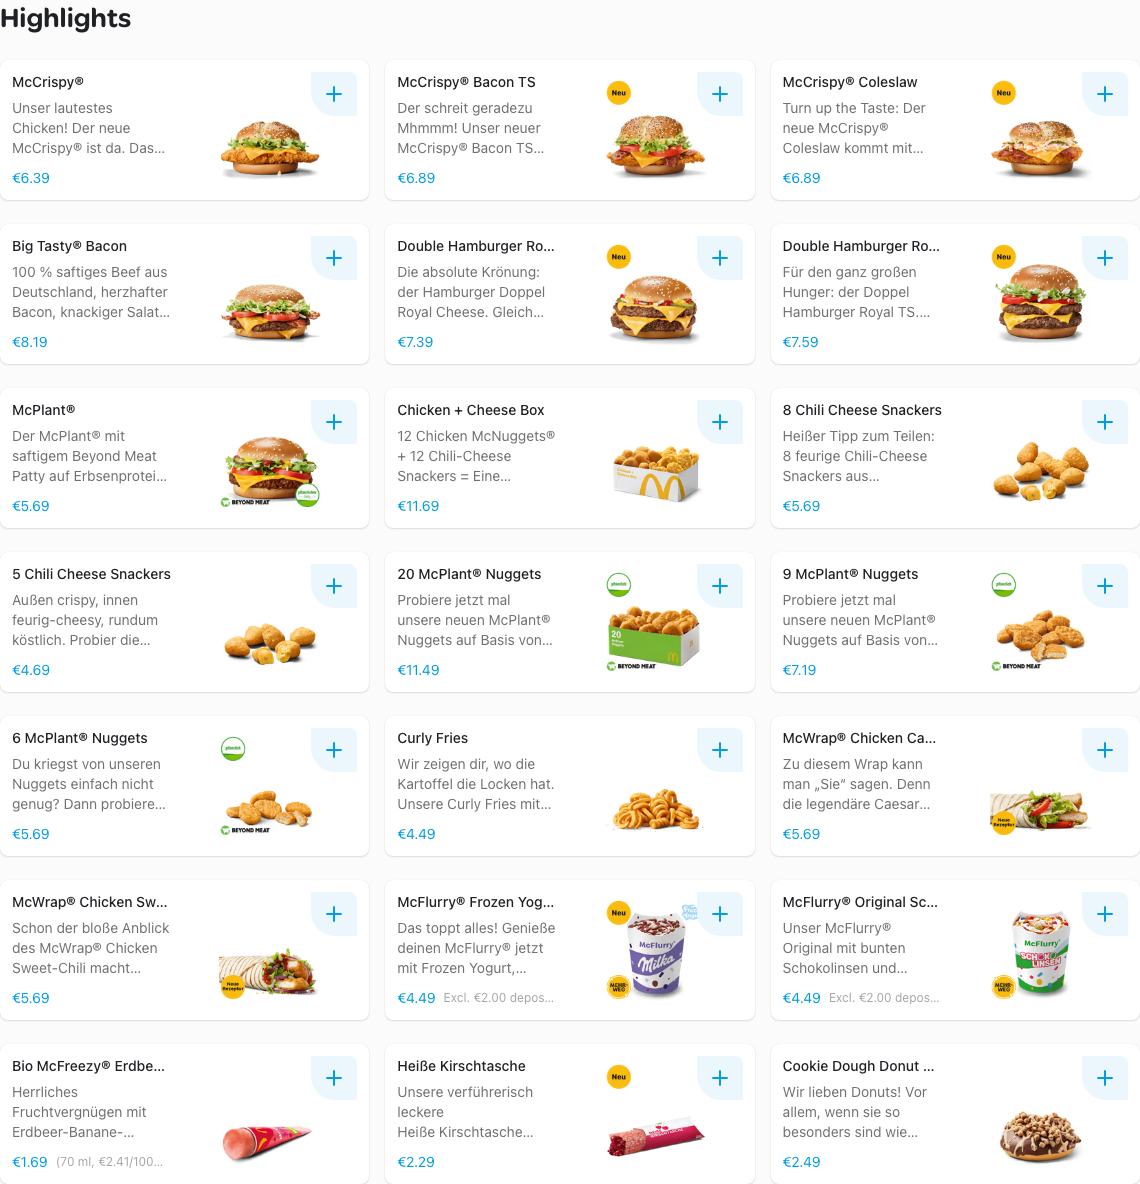 Highlights
McCrispy®
Unser lautestes
Chicken! Der neue
McCrispy® ist da. Das...
€6.39
McCrispy® Bacon TS
Der schreit geradezu
Mhmmm! Unser neuer
McCrispy® Bacon TS...
€6.89
Neu
McCrispy® Coleslaw
Turn up the Taste: Der
neue McCrispy®
Coleslaw kommt mit...
€6.89
Neu
Big Tasty® Bacon
100 % saftiges Beef aus
Deutschland, herzhafter
Bacon, knackiger Salat...
€8.19
Double Hamburger Ro...
Die absolute Krönung:
der Hamburger Doppel
Royal Cheese. Gleich...
€7.39
Neu
Double Hamburger Ro...
Für den ganz großen
Hunger: der Doppel
Hamburger Royal TS....
€7.59
Neu
McPlant®
Der McPlant® mit
saftigem Beyond Meat
Patty auf Erbsenprotei...
€5.69
BEYOND MEAT
Chicken + Cheese Box
12 Chicken McNuggets®
+ 12 Chili-Cheese
Snackers = Eine...
€11.69
8 Chili Cheese Snackers
Heißer Tipp zum Teilen:
8 feurige Chili-Cheese
Snackers aus...
€5.69
5 Chili Cheese Snackers
Außen crispy, innen
feurig-cheesy, rundum
köstlich. Probier die...
€4.69
20 McPlant® Nuggets
Probiere jetzt mal
unsere neuen McPlant®
Nuggets auf Basis von...
€11.49
20
BEYOND MEAT
9 McPlant® Nuggets
Probiere jetzt mal
unsere neuen McPlant®
Nuggets auf Basis von...
€7.19
BEYOND MEAT
6 McPlant® Nuggets
Du kriegst von unseren
Nuggets einfach nicht
genug? Dann probiere...
€5.69
BEYOND MEAT
Curly Fries
Wir zeigen dir, wo die
Kartoffel die Locken hat.
Unsere Curly Fries mit...
€4.49
McWrap® Chicken Ca...
Zu diesem Wrap kann
man „Sie“ sagen. Denn
die legendäre Caesar...
€5.69
Neue
Rezeptur
McWrap® Chicken Sw...
Schon der bloße Anblick
des McWrap® Chicken
Sweet-Chili macht...
€5.69
Neue
Rezeptur
McFlurry® Frozen Yog...
Das toppt alles! Genieße
deinen McFlurry® jetzt
mit Frozen Yogurt,...
€4.49 Excl. €2.00 depos...
Neu
McFlurry®
Milka
MEHR
WEG
McFlurry® Original Sc...
Unser McFlurry®
Original mit bunten
Schokolinsen und...
€4.49 Excl. €2.00 depos...
McFlurry®
SCHOKO
LINSEN
MEHR
WEG
Bio McFreezy® Erdbe...
Herrliches
Fruchtvergnügen mit
Erdbeer-Banane-...
€1.69 (70 ml, €2.41/100...
Heiße Kirschtasche
Unsere verführerisch
leckere
Heiße Kirschtasche...
€2.29
Neu
Cookie Dough Donut ...
Wir lieben Donuts! Vor
allem, wenn sie so
besonders sind wie...
€2.49